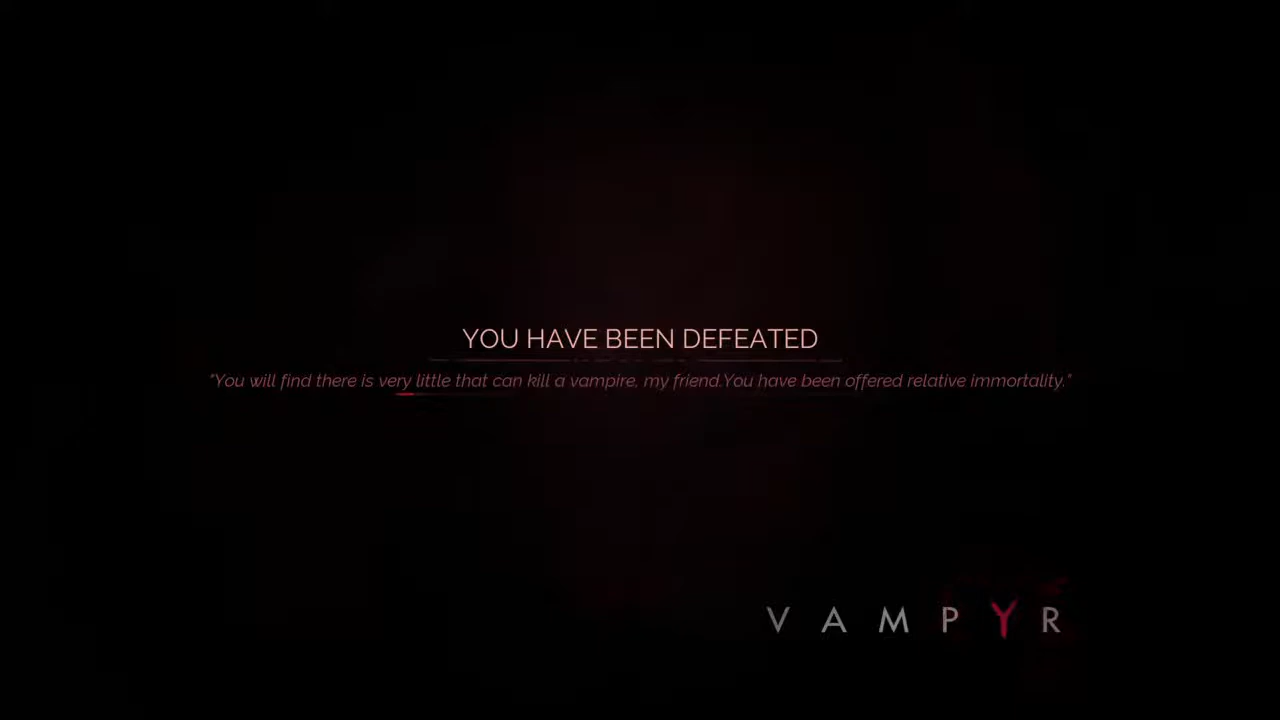 YOU HAVE BEEN DEFEATED
"You will find there is very little that can kill a vampire, my friend.You have been offered relative immortality."
VAMPYR